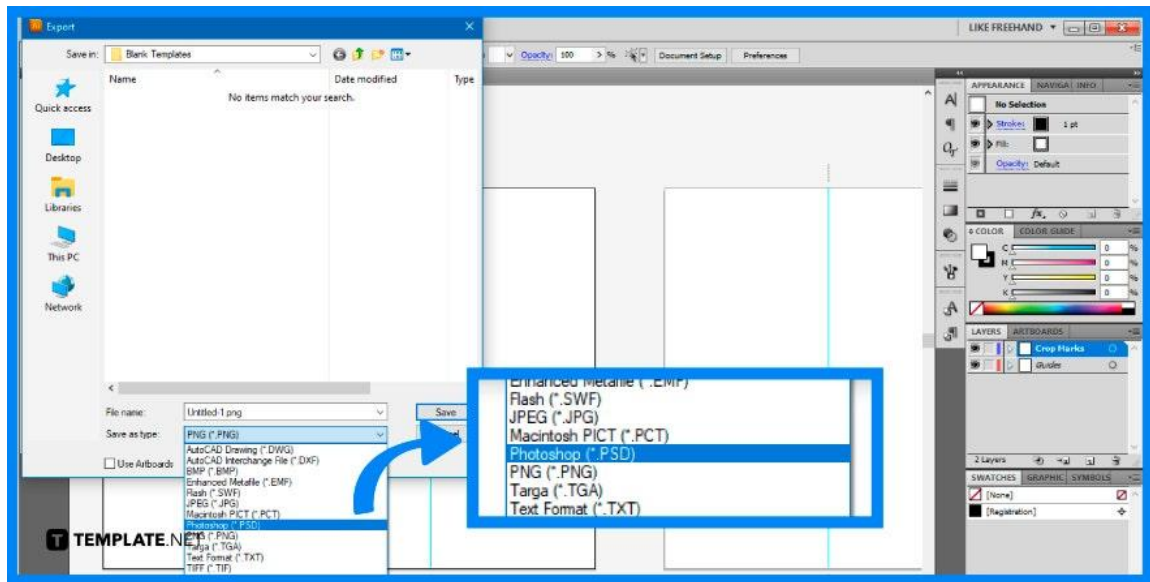 Export
LIKE FREEHAND
Save in: Blank Templates
Opacity: 100 > % Document Setup Preferences
Name Date modified Type
No items match your search.
Quick access
Desktop
Libraries
This PC
Network
File name: Untitled-1.png Save
Save as type: PNG (*.PNG)
Use Artboards
AutoCAD Drawing (*.DWG)
AutoCAD Interchange File (*.DXF)
BMP (*.BMP)
Enhanced Metafile (*.EMF)
Flash (*.SWF)
JPEG (*.JPG)
Macintosh PICT (*.PCT)
Photoshop (*.PSD)
PNG (*.PNG)
Targa (*.TGA)
Text Format (*.TXT)
TIFF (*.TIF)
Enhanced Metafile (*.EMF)
Flash (*.SWF)
JPEG (*.JPG)
Macintosh PICT (*.PCT)
Photoshop (*.PSD)
PNG (*.PNG)
Targa (*.TGA)
Text Format (*.TXT)
T TEMPLATE.NET
APPEARANCE NAVIGA INFO
No Selection
Stroke: 1 pt
Fill:
Opacity: Default
COLOR COLOR GUIDE
C 0 %
M 0 %
Y 0 %
K 0 %
LAYERS ARTBOARDS
Crop Marks
Guides
2 Layers
SWATCHES GRAPHIC SYMBOLS
[None]
[Registration]